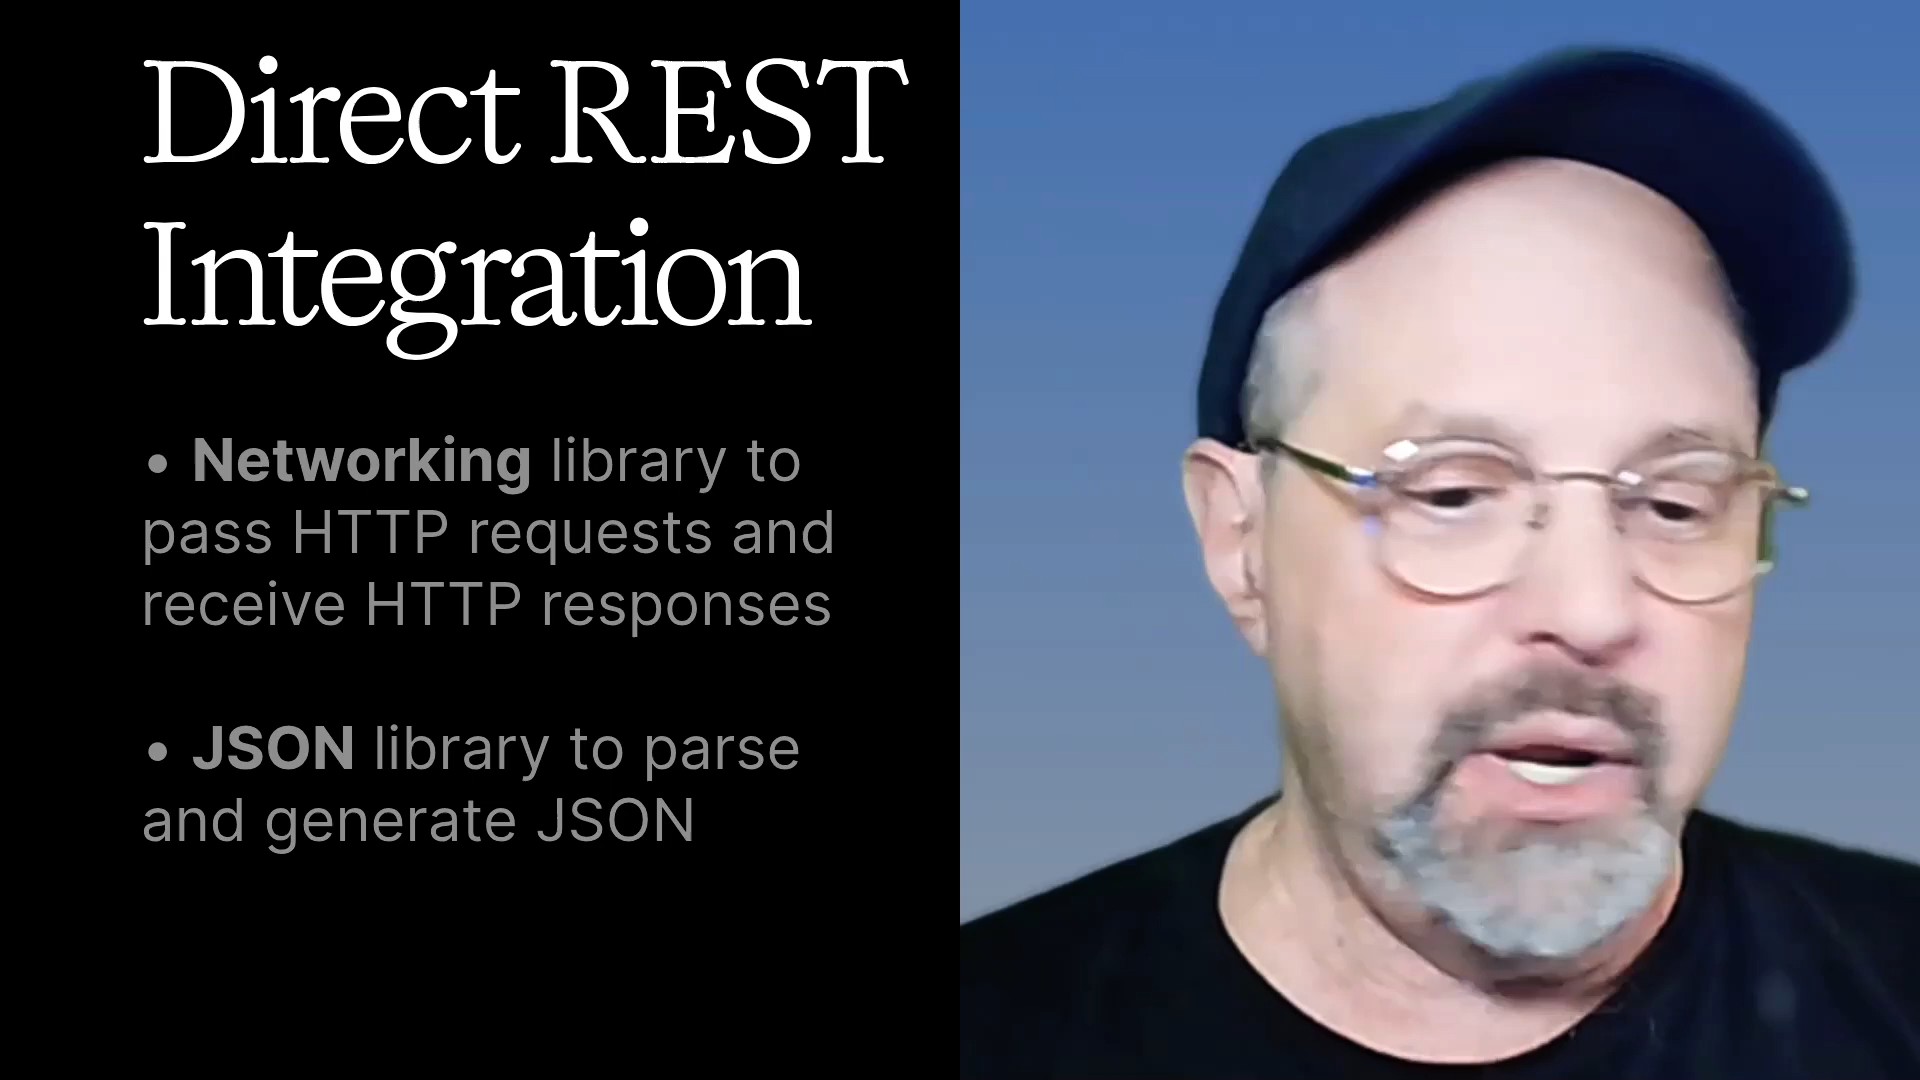 Direct REST
Integration
• Networking library to
pass HTTP requests and
receive HTTP responses
• JSON library to parse
and generate JSON